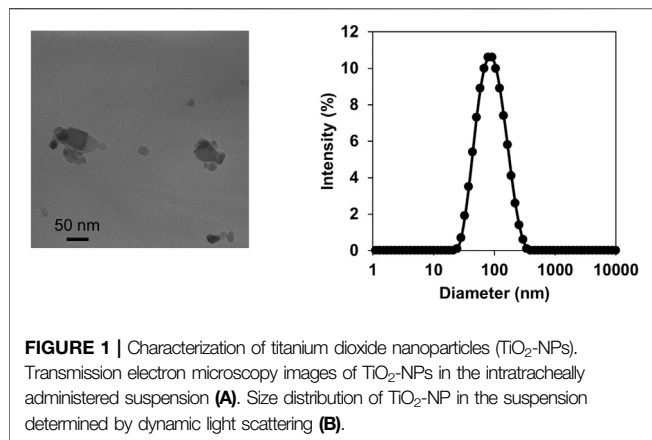 50 nm
12
10
8
6
4
2
0
Intensity (%)
1 10 100 1000 10000
Diameter (nm)
FIGURE 1 | Characterization of titanium dioxide nanoparticles (TiO₂-NPs).
Transmission electron microscopy images of TiO₂-NPs in the intratracheally
administered suspension (A). Size distribution of TiO₂-NP in the suspension
determined by dynamic light scattering (B).